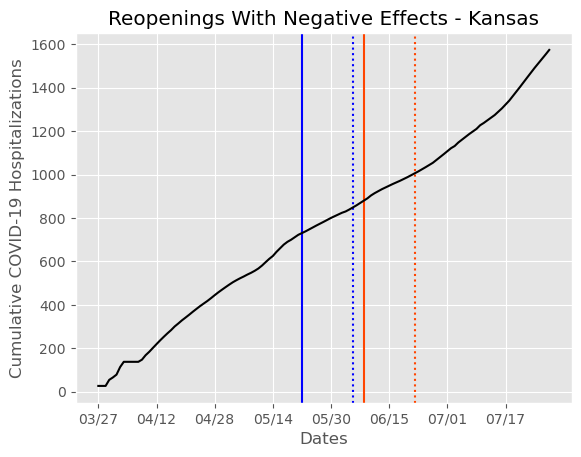 Reopenings With Negative Effects - Kansas
Cumulative COVID-19 Hospitalizations
1600
1400
1200
1000
800
600
400
200
0
03/27 04/12 04/28 05/14 05/30 06/15 07/01 07/17
Dates